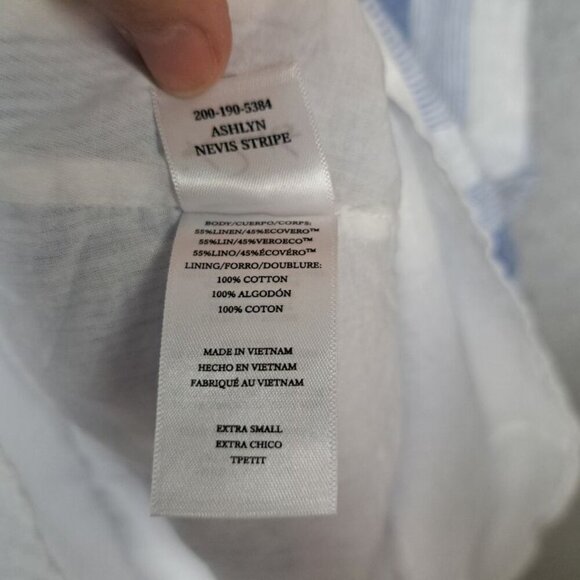 200-190-5384
ASHLYN
NEVIS STRIPE
BODY/CUERPO/CORPS:
55%LINEN/45%ECOVERO™
55%LIN/45%VEROECO™
55%LINO/45%ÉCOVÉRO™
LINING/FORRO/DOUBLURE:
100% COTTON
100% ALGODÓN
100% COTON
MADE IN VIETNAM
HECHO EN VIETNAM
FABRIQUÉ AU VIETNAM
EXTRA SMALL
EXTRA CHICO
TPETIT